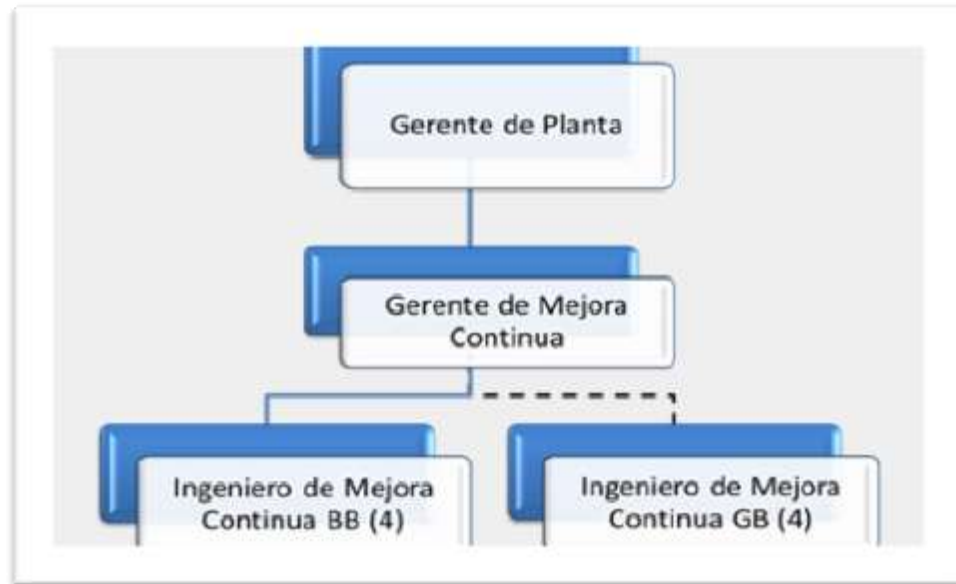 Gerente de Planta
Gerente de Mejora
Continua
Ingeniero de Mejora
Continua BB (4)
Ingeniero de Mejora
Continua GB (4)